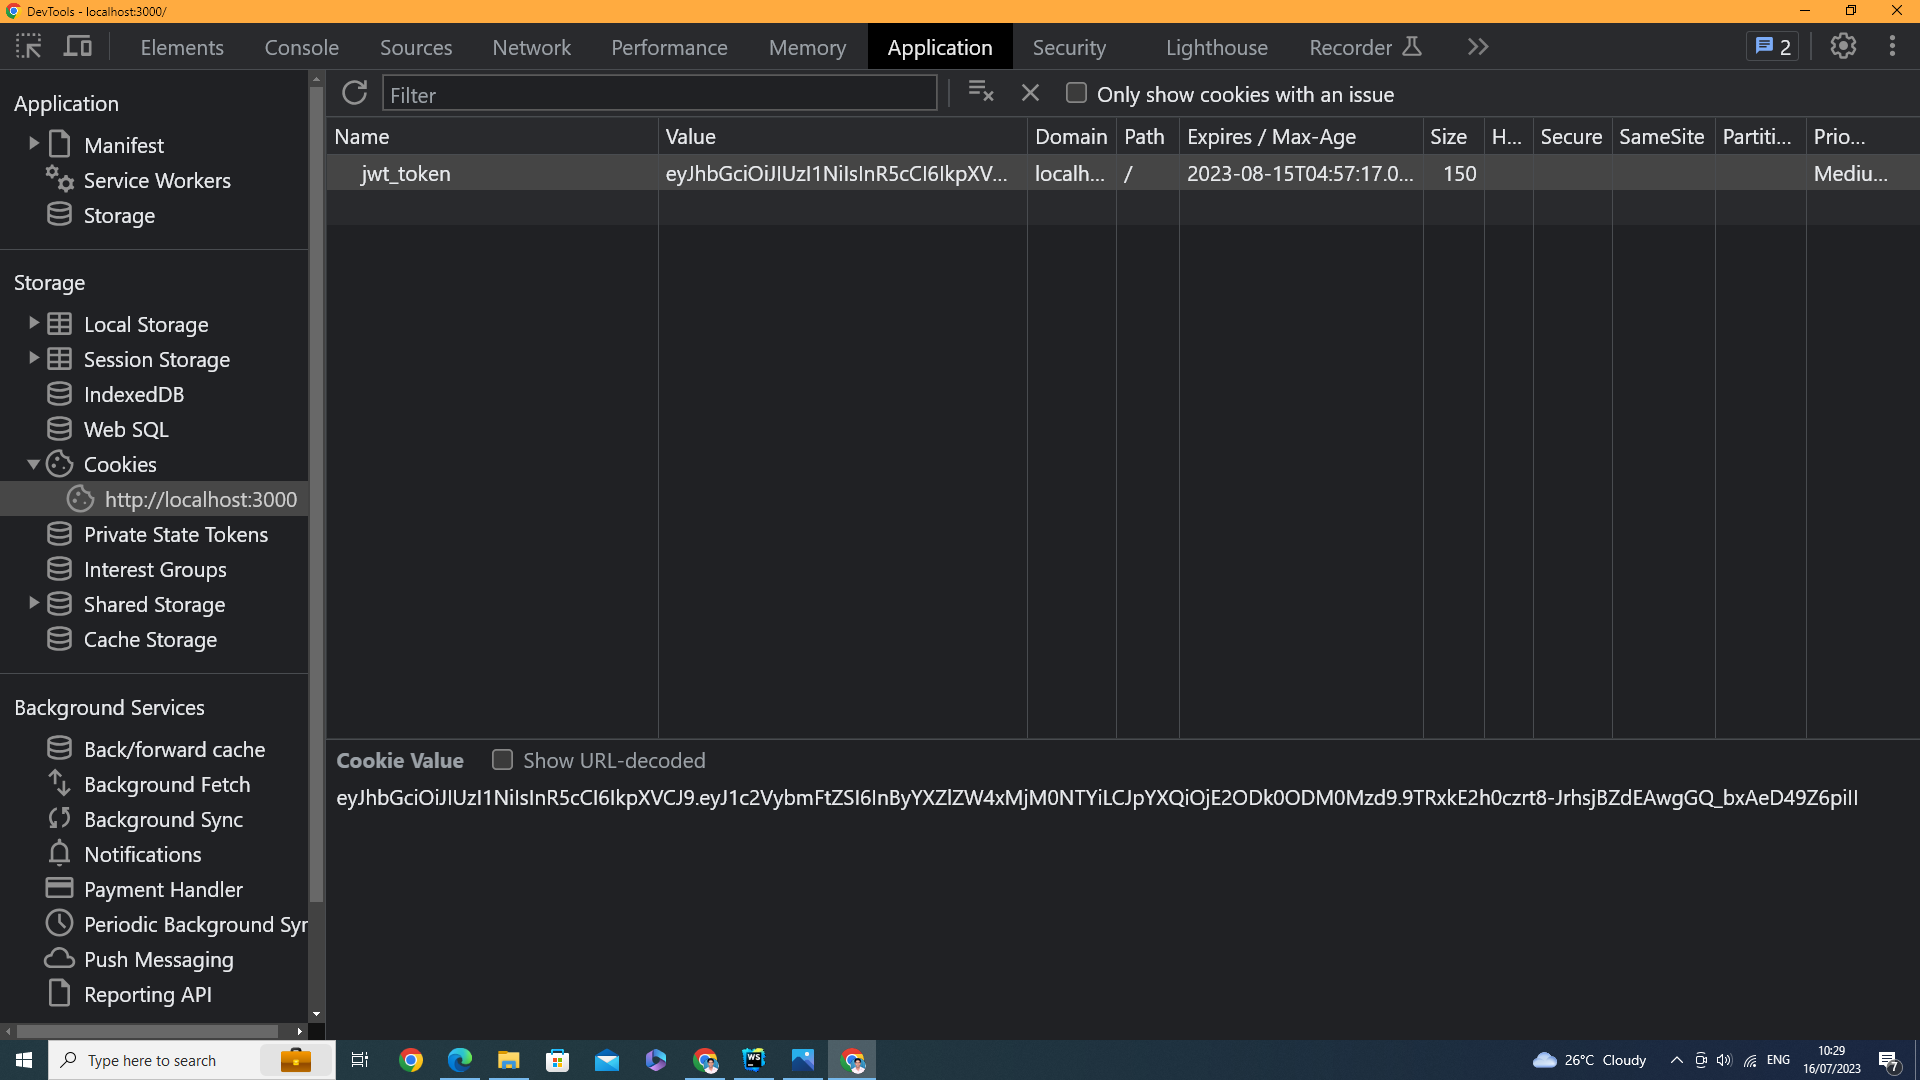 DevTools - localhost:3000/
Elements Console Sources Network Performance Memory Application Security Lighthouse Recorder 2
Application
Manifest
Service Workers
Storage
Storage
Local Storage
Session Storage
IndexedDB
Web SQL
Cookies
http://localhost:3000
Private State Tokens
Interest Groups
Shared Storage
Cache Storage
Background Services
Back/forward cache
Background Fetch
Background Sync
Notifications
Payment Handler
Periodic Background Syn
Push Messaging
Reporting API
Filter Only show cookies with an issue
Name Value Domain Path Expires / Max-Age Size H... Secure SameSite Partiti... Prio...
jwt_token eyJhbGciOiJIUzI1NiIsInR5cCI6IkpXV... localh... / 2023-08-15T04:57:17.0... 150 Mediu...
Cookie Value Show URL-decoded
eyJhbGciOiJIUzI1NiIsInR5cCI6IkpXVCJ9.eyJ1c2VybmFtZSI6InByYXZlZW4xMjM0NTYiLCJpYXQiOjE2ODk0ODM0Mzd9.9TRxkE2h0czrt8-JrhsjBZdEAwgGQ_bxAeD49Z6piII
Type here to search
26°C Cloudy ENG
10:29
16/07/2023
7